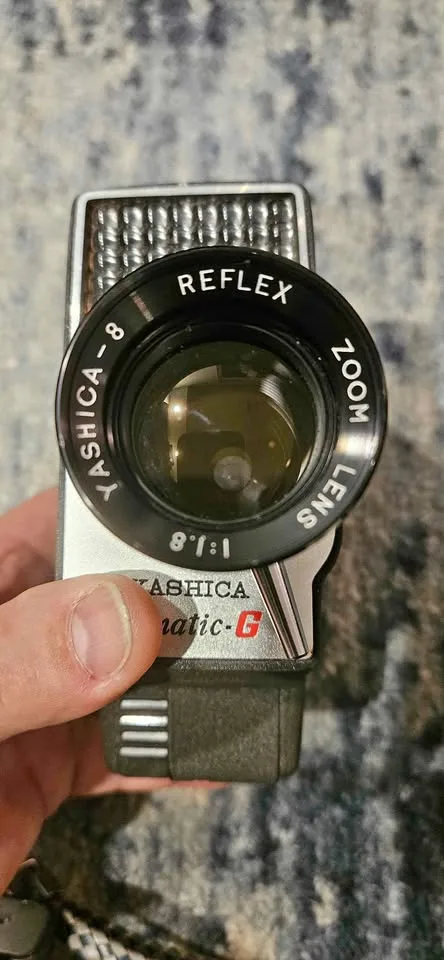 YASHICA-8 REFLEX ZOOM LENS 1:1.8
YASHICA
matic-G